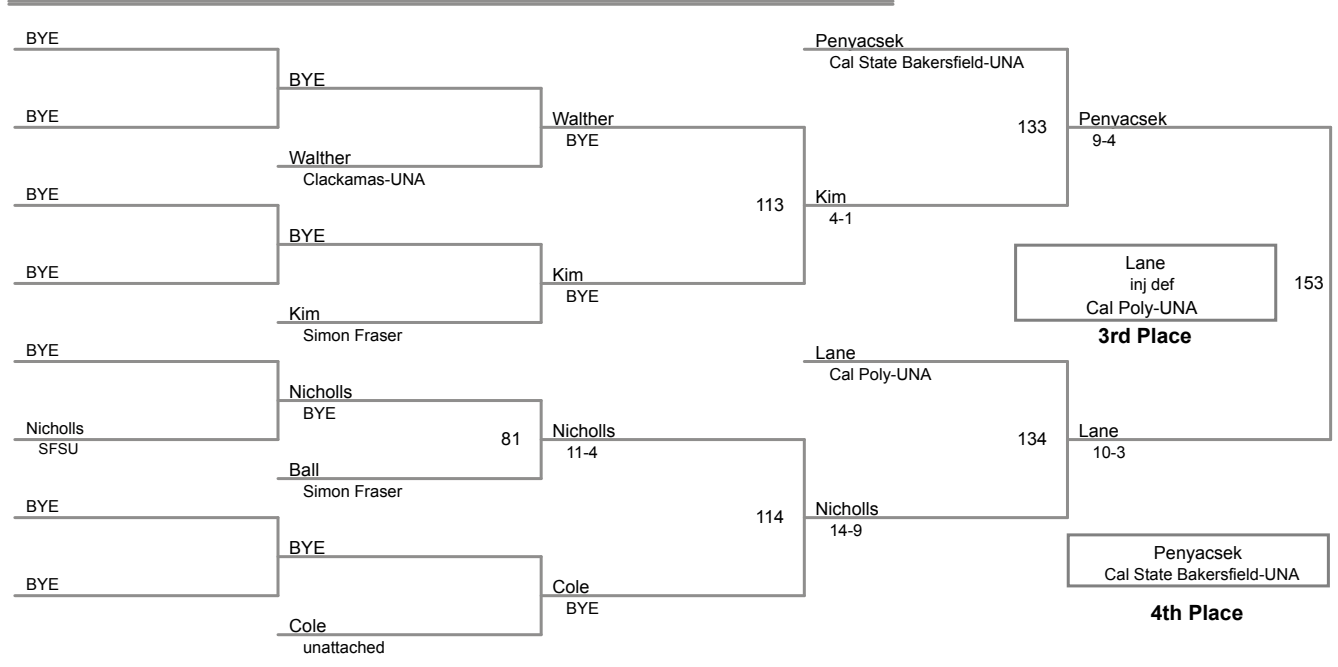 BYE
BYE
BYE
Walther
Clackamas-UNA
Walther
BYE
BYE
BYE
BYE
Kim
Simon Fraser
Kim
BYE
113
Kim
4-1
Penyacsek
Cal State Bakersfield-UNA
133
Penyacsek
9-4
BYE
Nicholls
SFSU
Nicholls
BYE
81
Ball
Simon Fraser
Nicholls
11-4
BYE
BYE
BYE
Cole
unattached
Cole
BYE
114
Nicholls
14-9
Lane
Cal Poly-UNA
134
Lane
10-3
153
Lane
inj def
Cal Poly-UNA
3rd Place
Penyacsek
Cal State Bakersfield-UNA
4th Place